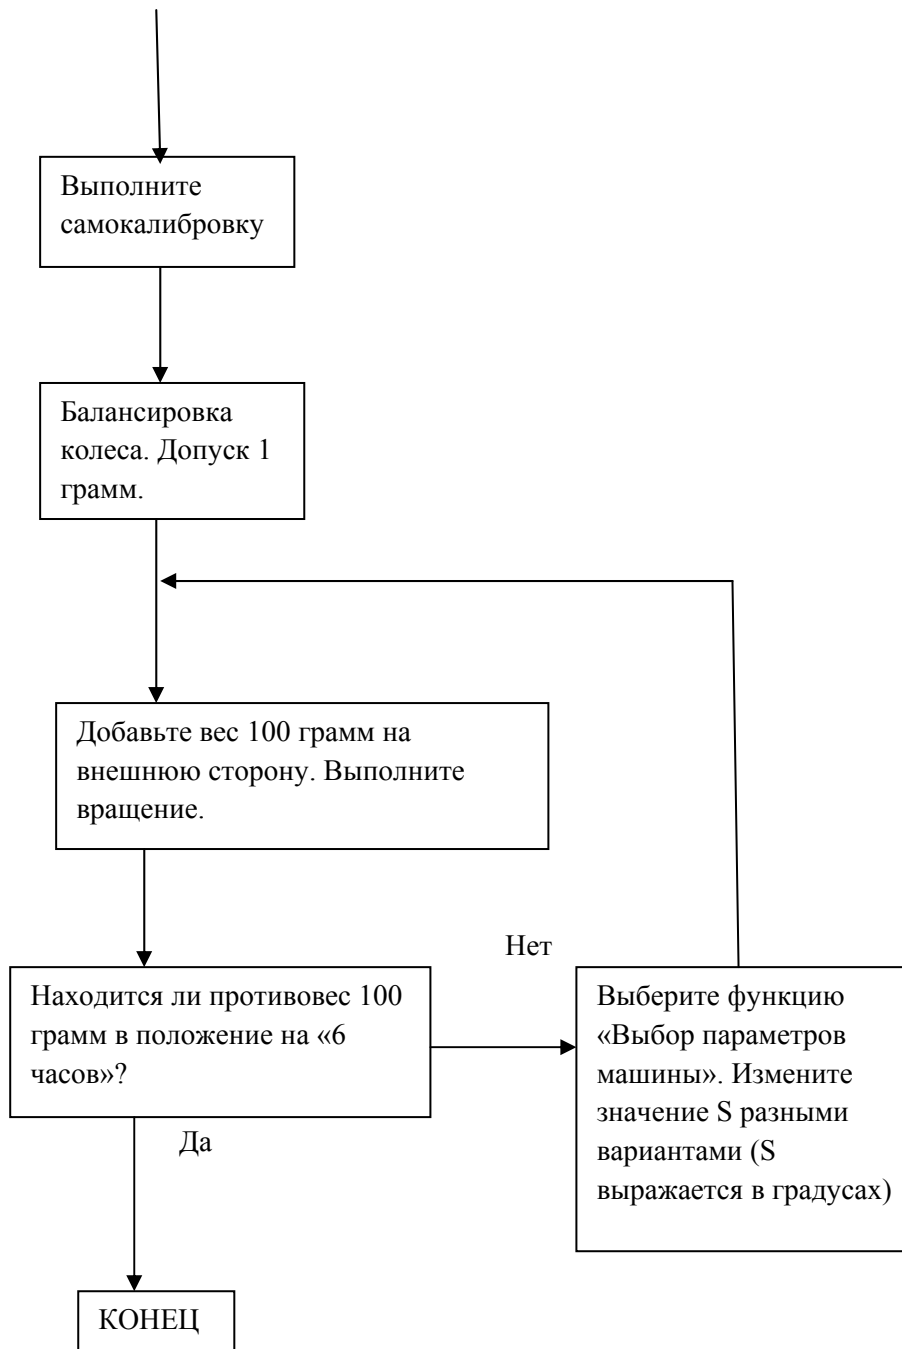 Выполните
самокалибровку
Балансировка
колеса. Допуск 1
грамм.
Добавьте вес 100 грамм на
внешнюю сторону. Выполните
вращение.
Нет
Находится ли противовес 100
грамм в положение на «6
часов»?
Выберите функцию
«Выбор параметров
машины». Измените
значение S разными
вариантами (S
выражается в градусах)
Да
КОНЕЦ